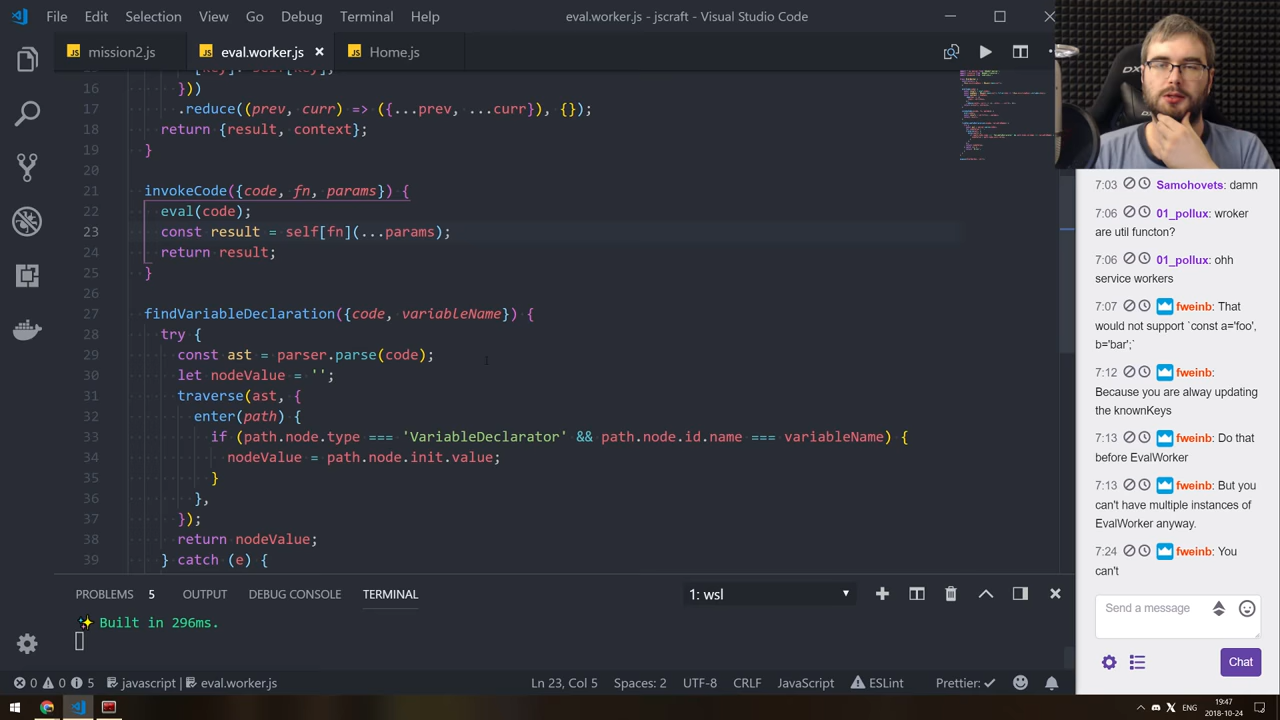 File Edit Selection View Go Debug Terminal Help
eval.worker.js - jscraft - Visual Studio Code
mission2.js
eval.worker.js
Home.js
16 }))
17 .reduce((prev, curr) => ({...prev, ...curr}), {});
18 return {result, context};
19 }
20
21 invokeCode({code, fn, params}) {
22 eval(code);
23 const result = self[fn](...params);
24 return result;
25 }
26
27 findVariableDeclaration({code, variableName}) {
28 try {
29 const ast = parser.parse(code);
30 let nodeValue = '';
31 traverse(ast, {
32 enter(path) {
33 if (path.node.type === 'VariableDeclarator' && path.node.id.name === variableName) {
34 nodeValue = path.node.init.value;
35 }
36 },
37 });
38 return nodeValue;
39 } catch (e) {
PROBLEMS 5 OUTPUT DEBUG CONSOLE TERMINAL
1: wsl
Built in 296ms.
0 0 5 javascript | eval.worker.js
Ln 23, Col 5 Spaces: 2 UTF-8 CRLF JavaScript ESLint Prettier: ✓
DX
7:03 Samohovets: damn
7:06 01_pollux: wroker
are util functon?
7:06 01_pollux: ohh
service workers
7:07 fweinb: That
would not support `const a='foo',
b='bar';`
7:12 fweinb:
Because you are alway updating
the knownKeys
7:13 fweinb: Do that
before EvalWorker
7:13 fweinb: But you
can't have multiple instances of
EvalWorker anyway.
7:24 fweinb: You
can't
Send a message
Chat
ENG
19:47
2018-10-24